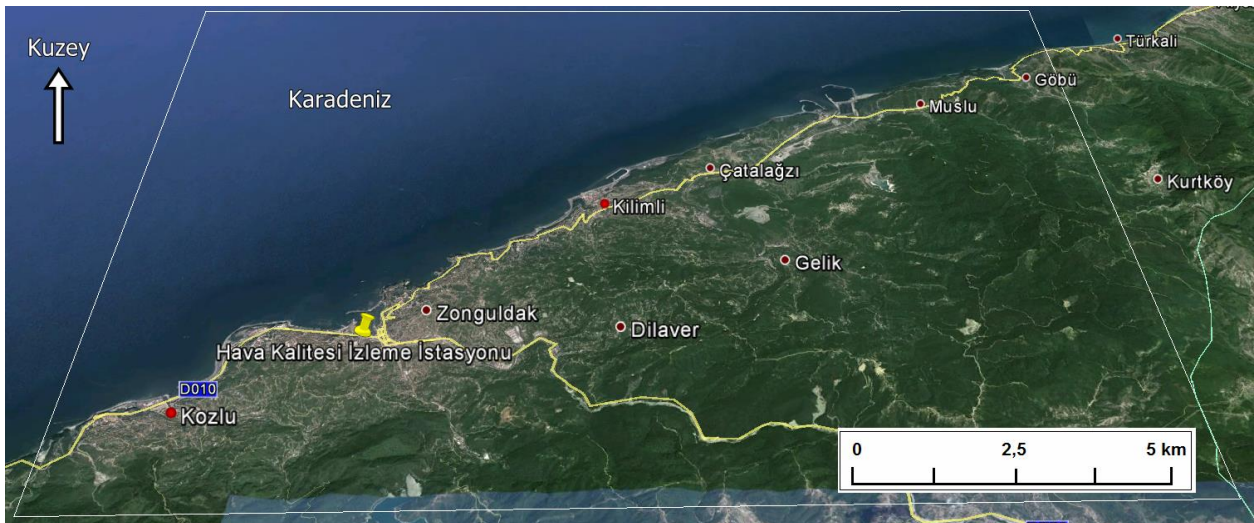 Kuzey
Karadeniz
Türkali
Göbü
Muslu
Çatalağzı
Kurtköy
Kilimli
Gelik
Zonguldak
Dilaver
Hava Kalitesi İzleme İstasyonu
D010
Kozlu
0 2,5 5 km